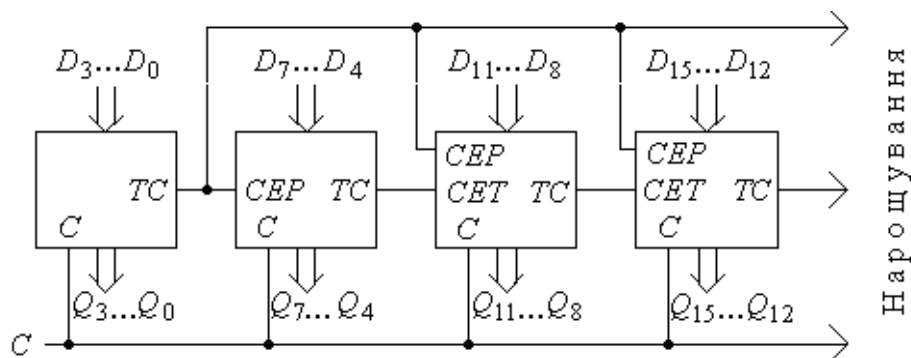 D3...D0 D7...D4 D11...D8 D15...D12
CEP CEP
TC CEP TC CET TC CET TC
C C C C
Q3...Q0 Q7...Q4 Q11...Q8 Q15...Q12
C
Нарощування